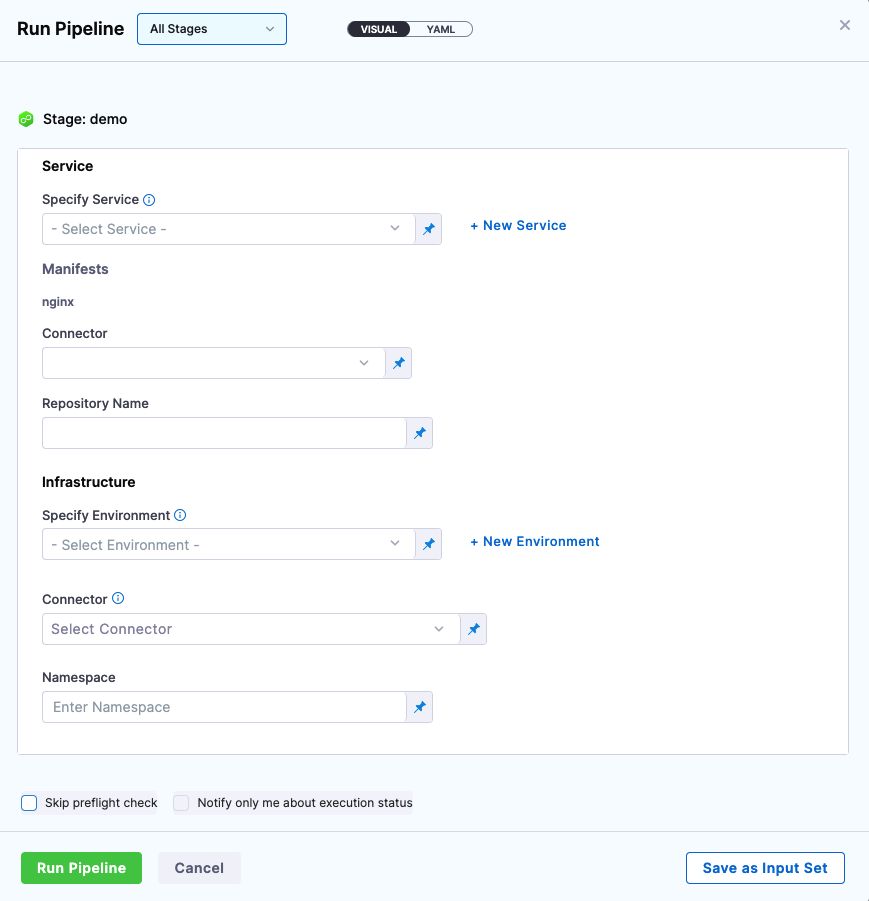 Run Pipeline
All Stages
VISUAL
YAML
Stage: demo
Service
Specify Service
- Select Service -
+ New Service
Manifests
nginx
Connector
Repository Name
Infrastructure
Specify Environment
- Select Environment -
+ New Environment
Connector
Select Connector
Namespace
Enter Namespace
Skip preflight check
Notify only me about execution status
Run Pipeline
Cancel
Save as Input Set